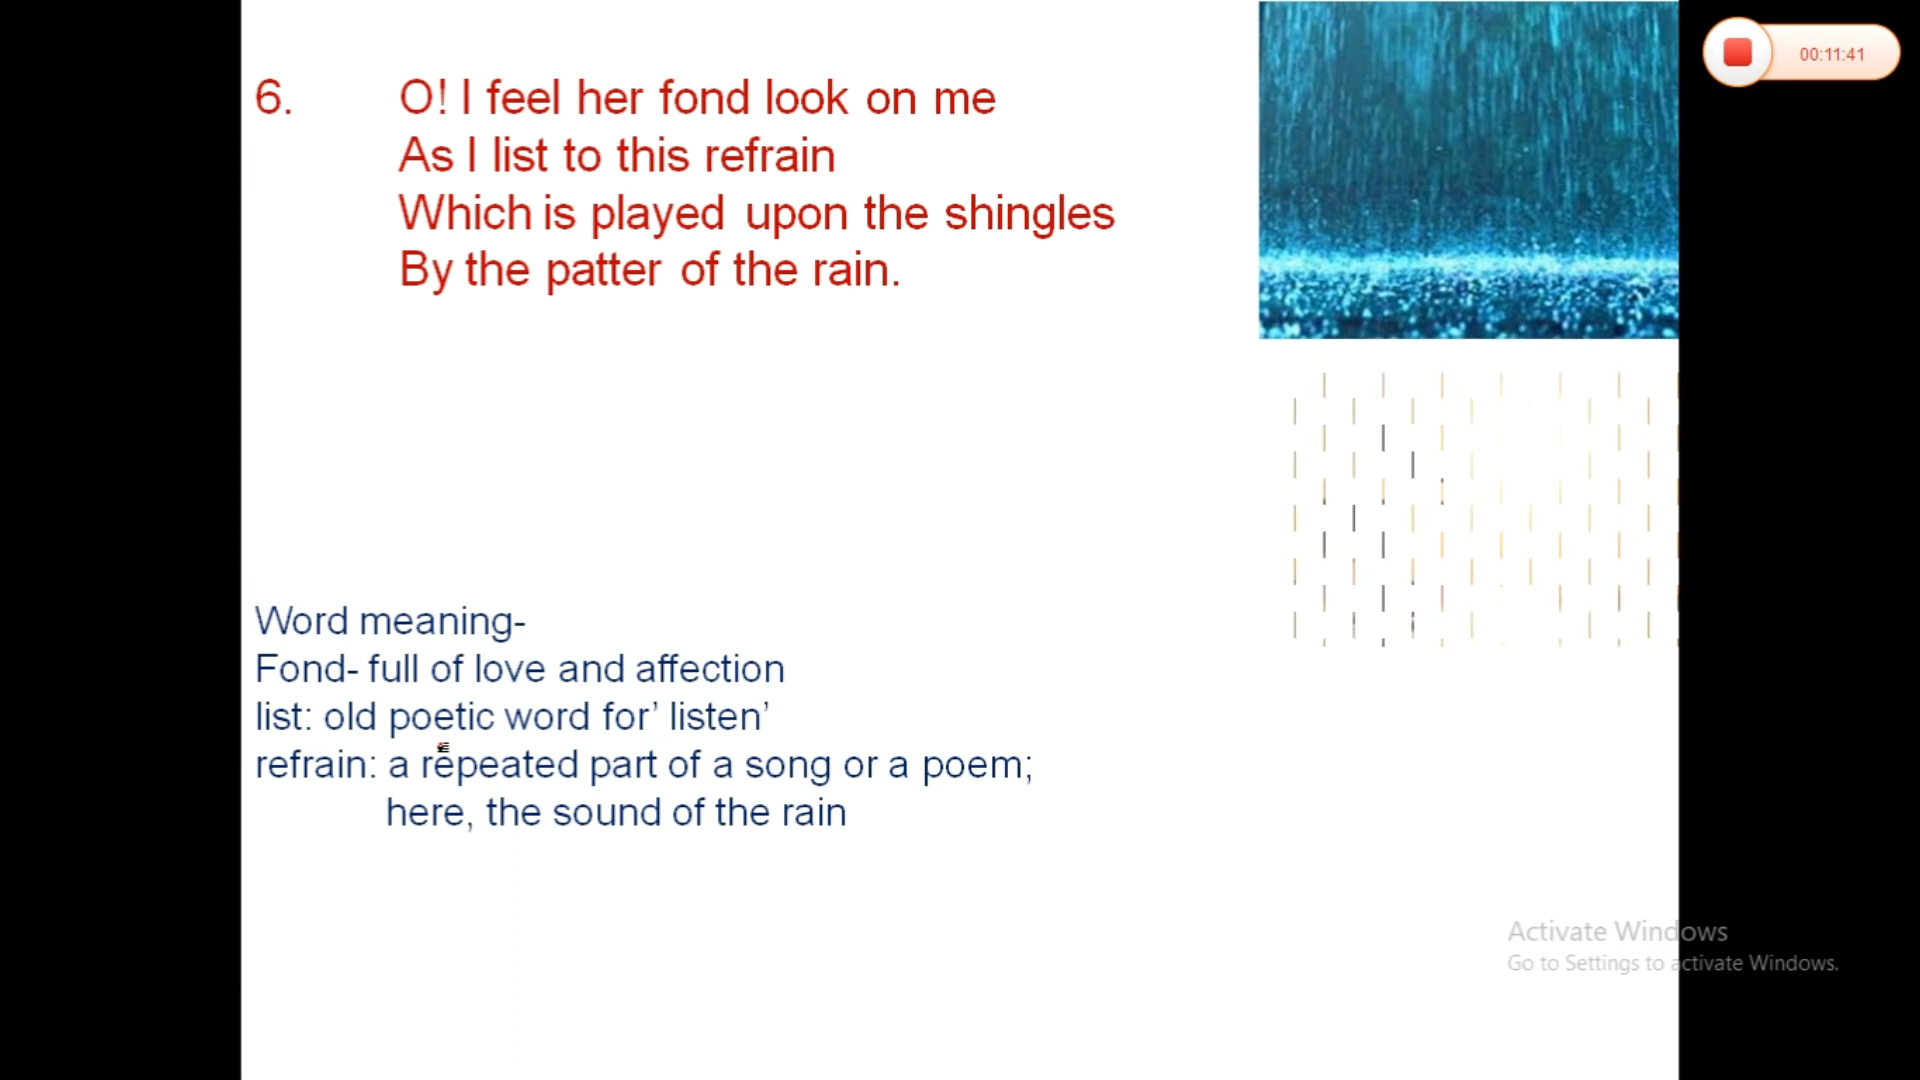 6. O! I feel her fond look on me
As I list to this refrain
Which is played upon the shingles
By the patter of the rain.
Word meaning-
Fond- full of love and affection
list: old poetic word for’ listen’
refrain: a repeated part of a song or a poem;
here, the sound of the rain
00:11:41
Activate Windows
Go to Settings to activate Windows.